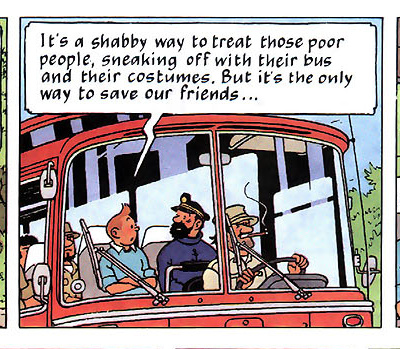 It's a shabby way to treat those poor
people, sneaking off with their bus
and their costumes. But it's the only
way to save our friends...